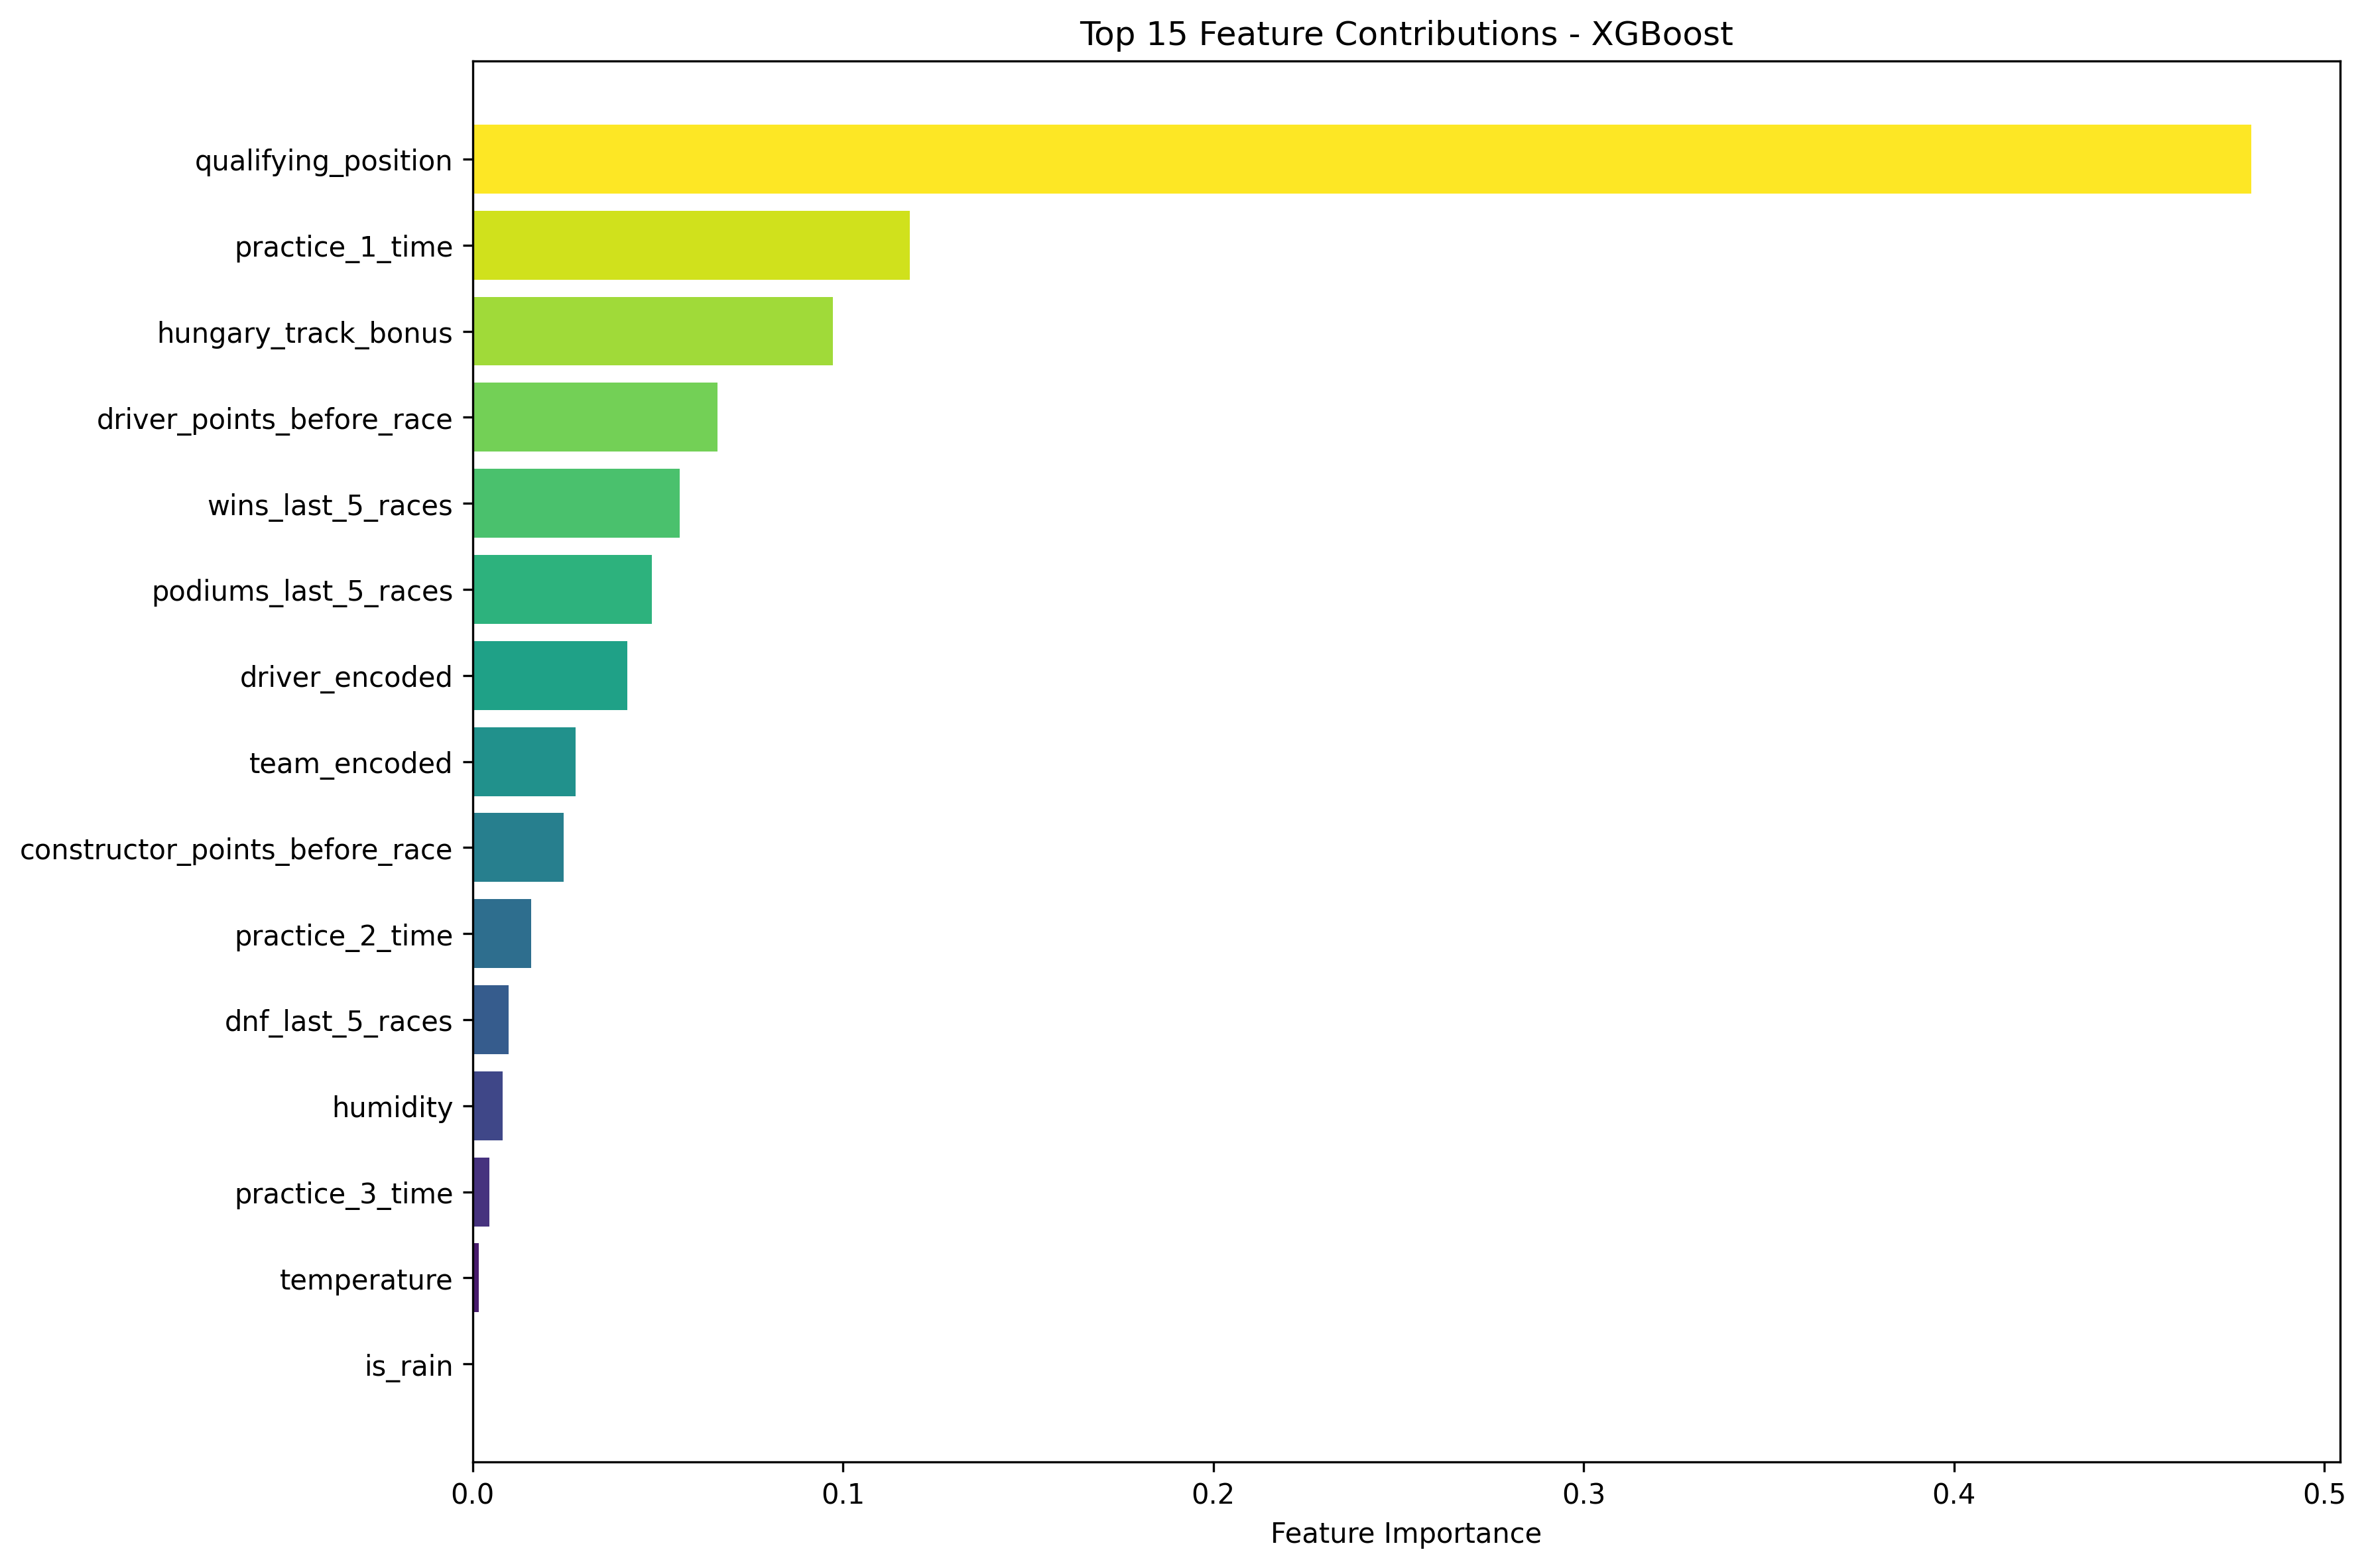 Top 15 Feature Contributions - XGBoost
qualifying_position
practice_1_time
hungary_track_bonus
driver_points_before_race
wins_last_5_races
podiums_last_5_races
driver_encoded
team_encoded
constructor_points_before_race
practice_2_time
dnf_last_5_races
humidity
practice_3_time
temperature
is_rain
0.0 0.1 0.2 0.3 0.4 0.5
Feature Importance